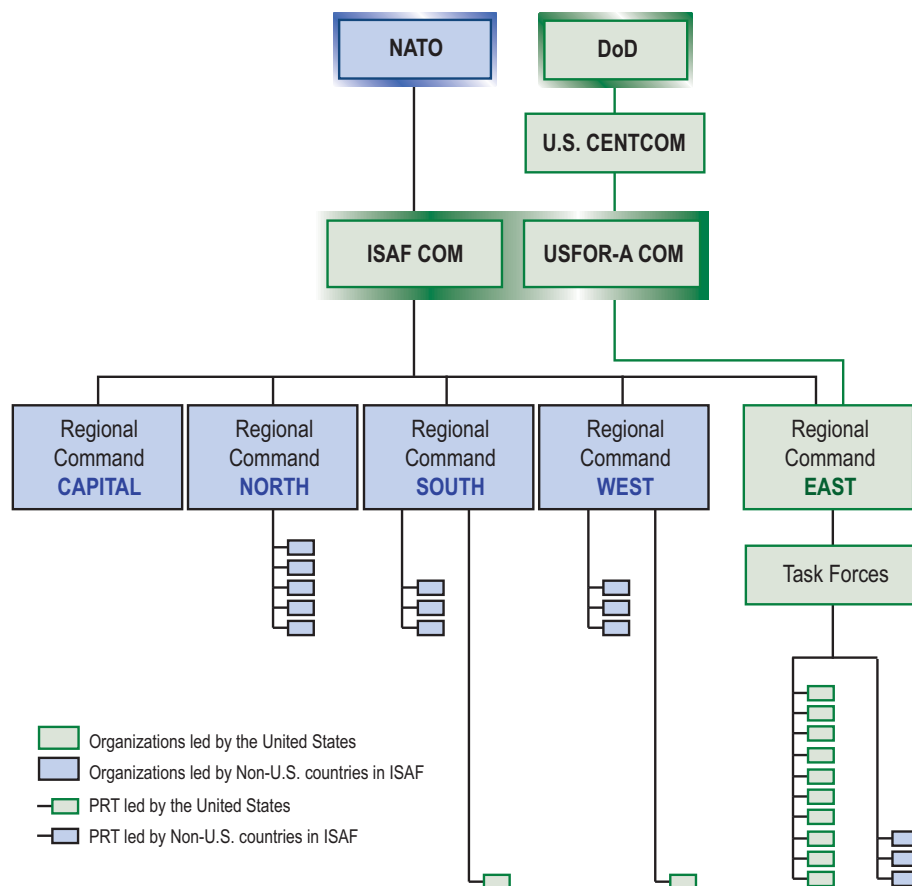 NATO
DoD
U.S. CENTCOM
ISAF COM
USFOR-A COM
Regional
Command
CAPITAL
Regional
Command
NORTH
Regional
Command
SOUTH
Regional
Command
WEST
Regional
Command
EAST
Task Forces
Organizations led by the United States
Organizations led by Non-U.S. countries in ISAF
PRT led by the United States
PRT led by Non-U.S. countries in ISAF